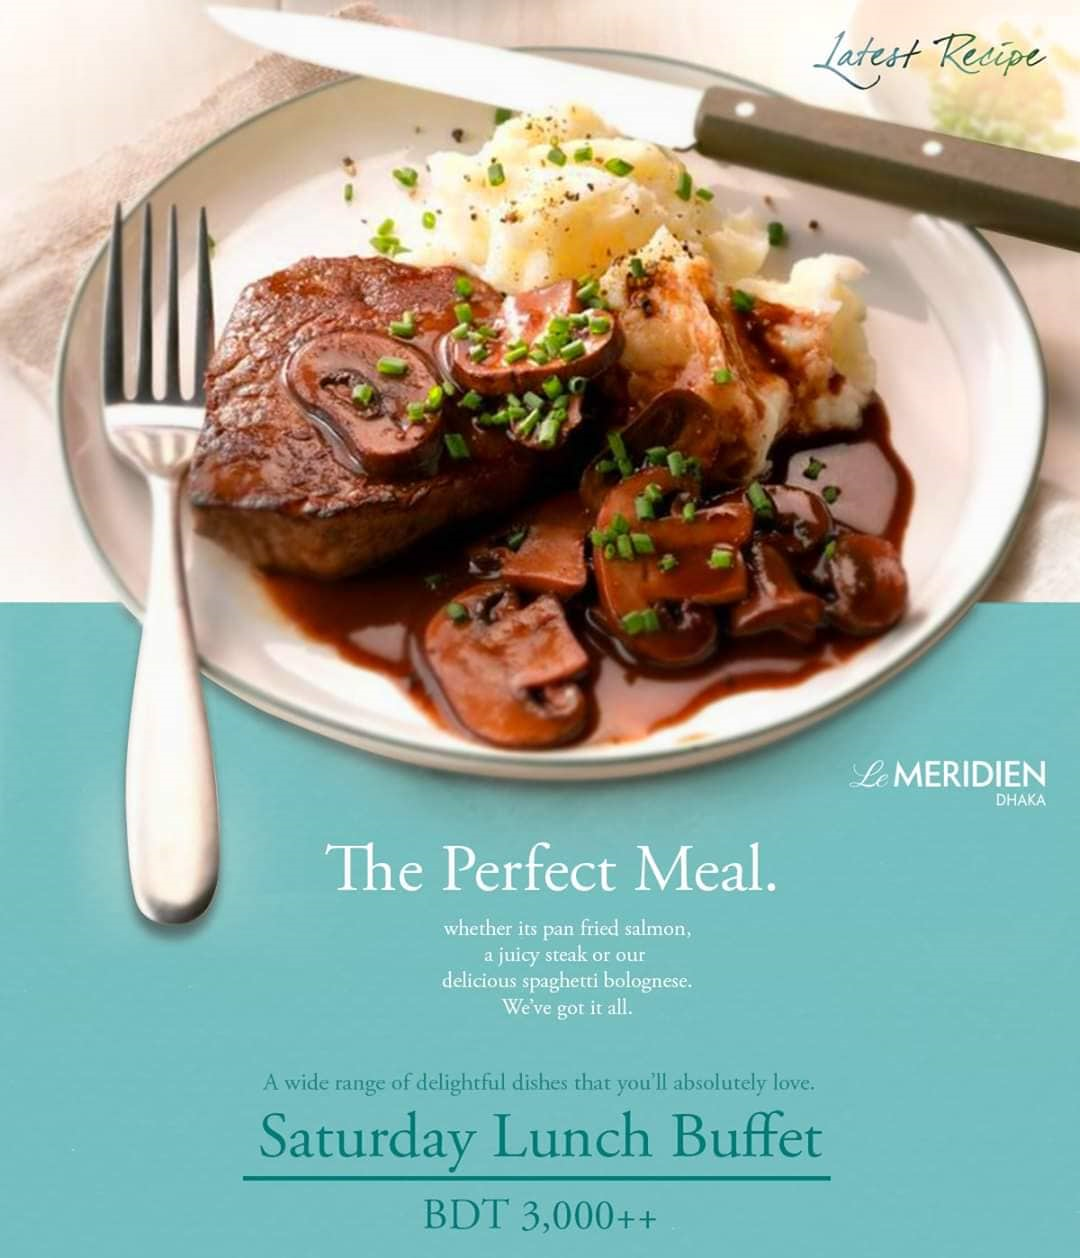 Latest Recipe
Le MERIDIEN
DHAKA
The Perfect Meal.
whether its pan fried salmon,
a juicy steak or our
delicious spaghetti bolognese.
We've got it all.
A wide range of delightful dishes that you'll absolutely love.
Saturday Lunch Buffet
BDT 3,000++